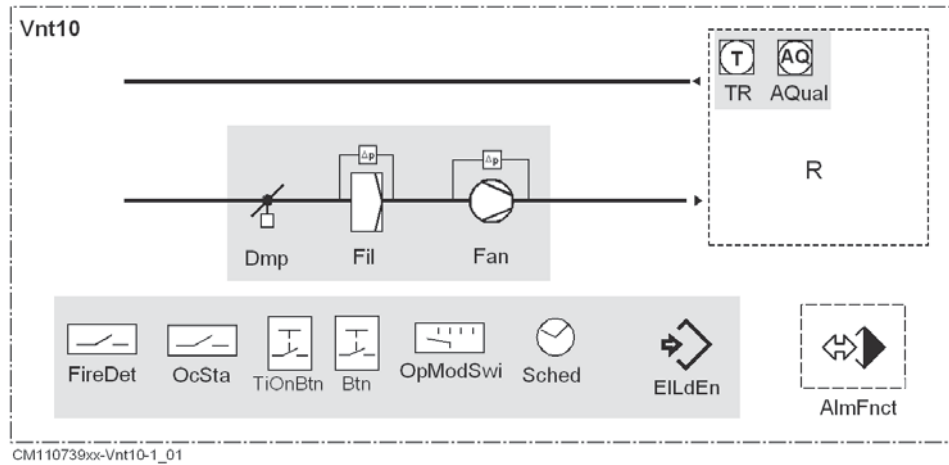 Vnt10
T AQ
TR AQual
R
Δp Δp
Dmp Fil Fan
FireDet OcSta TiOnBtn Btn OpModSwi Sched ElLdEn
AlmFnct
CM110739xx-Vnt10-1_01